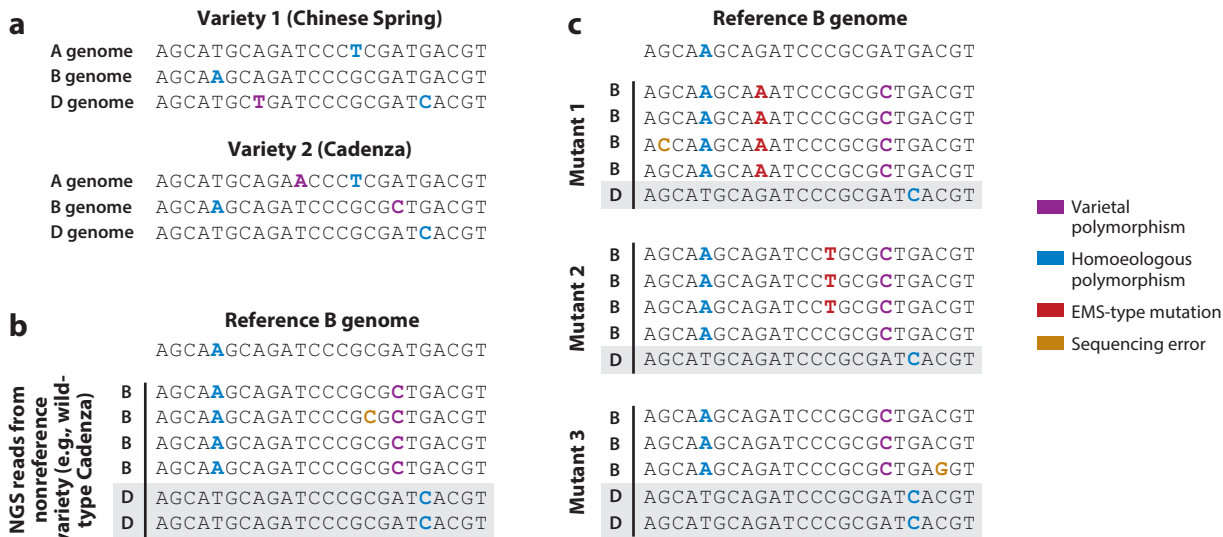 a
Variety 1 (Chinese Spring)
A genome AGCATGCAGATCCCTCGATGACGT
B genome AGCAAGCAGATCCCGCGATGACGT
D genome AGCATGCTGATCCCGCGATCACGT
Variety 2 (Cadenza)
A genome AGCATGCAGAACCCTCGATGACGT
B genome AGCAAGCAGATCCCGCGCTGACGT
D genome AGCATGCAGATCCCGCGATCACGT
b
Reference B genome
AGCAAGCAGATCCCGCGATGACGT
NGS reads from
nonreference
variety (e.g., wild-
type Cadenza)
B AGCAAGCAGATCCCGCGCTGACGT
B AGCAAGCAGATCCCGCGCTGACGT
B AGCAAGCAGATCCCGCGCTGACGT
B AGCAAGCAGATCCCGCGCTGACGT
D AGCATGCAGATCCCGCGATCACGT
D AGCATGCAGATCCCGCGATCACGT
c
Reference B genome
AGCAAGCAGATCCCGCGATGACGT
Mutant 1
B AGCAAGCAAATCCCGCGCTGACGT
B AGCAAGCAAATCCCGCGCTGACGT
B ACCAAGCAAATCCCGCGCTGACGT
B AGCAAGCAAATCCCGCGCTGACGT
D AGCATGCAGATCCCGCGATCACGT
Mutant 2
B AGCAAGCAGATCCTGCGCTGACGT
B AGCAAGCAGATCCTGCGCTGACGT
B AGCAAGCAGATCCTGCGCTGACGT
B AGCAAGCAGATCCCGCGCTGACGT
D AGCATGCAGATCCCGCGATCACGT
Mutant 3
B AGCAAGCAGATCCCGCGCTGACGT
B AGCAAGCAGATCCCGCGCTGACGT
B AGCAAGCAGATCCCGCGCTGAGGT
D AGCATGCAGATCCCGCGATCACGT
D AGCATGCAGATCCCGCGATCACGT
Varietal
polymorphism
Homoeologous
polymorphism
EMS-type mutation
Sequencing error